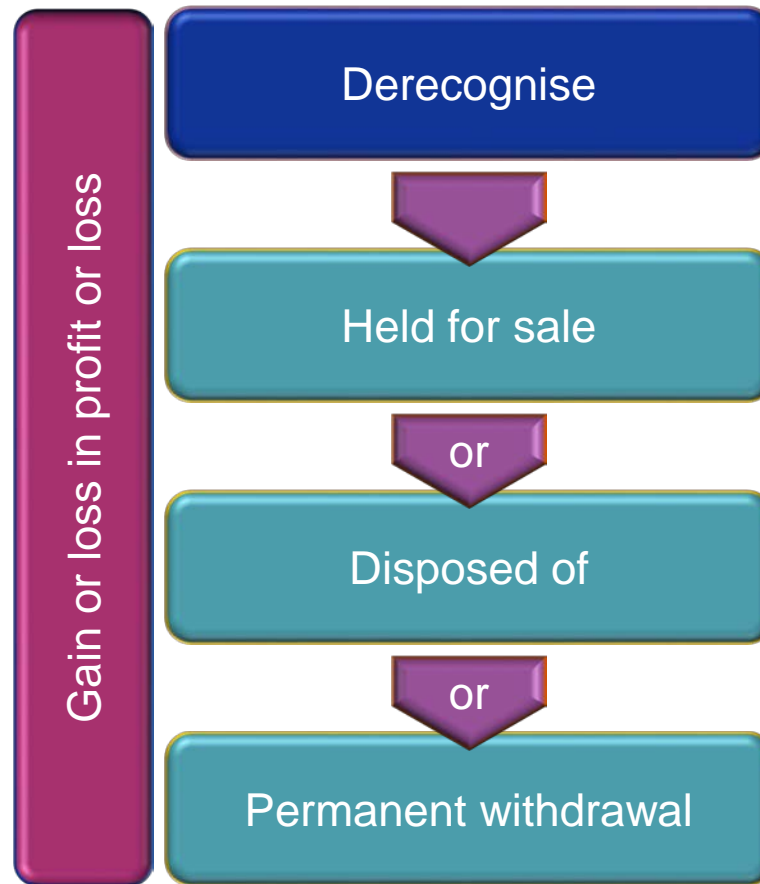 Gain or loss in profit or loss
Derecognise
Held for sale
or
Disposed of
or
Permanent withdrawal